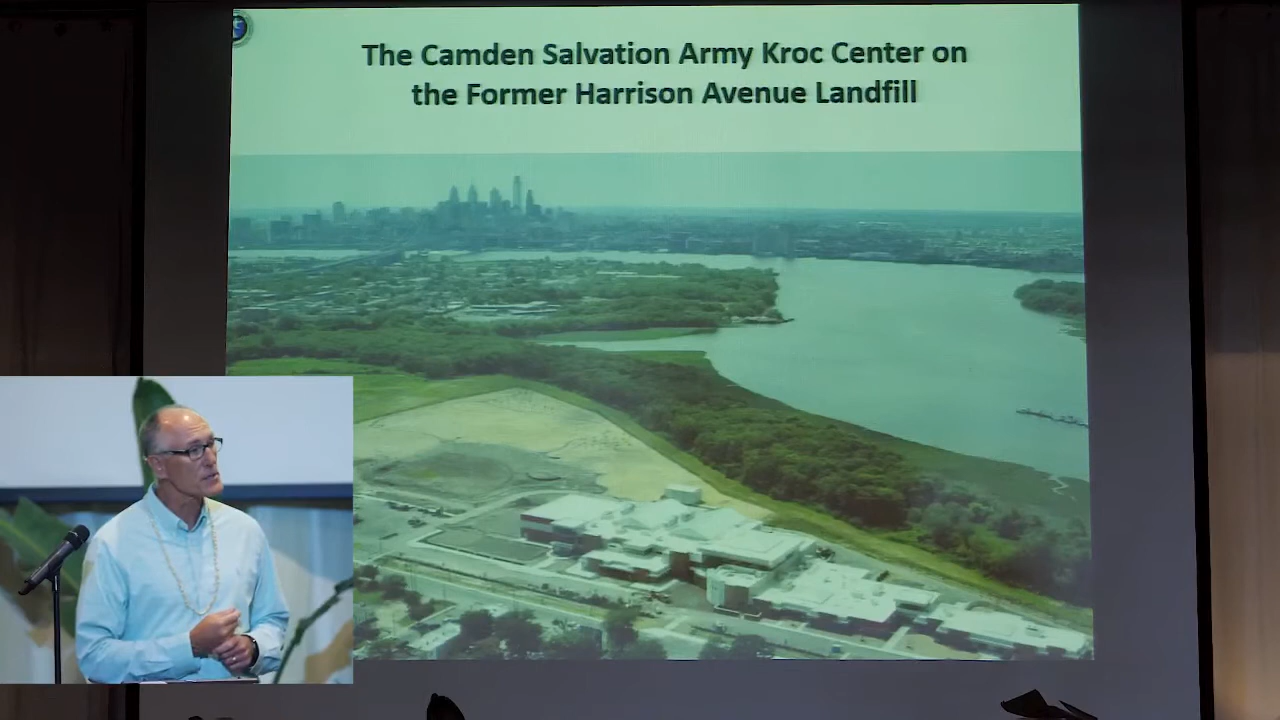 The Camden Salvation Army Kroc Center on
the Former Harrison Avenue Landfill